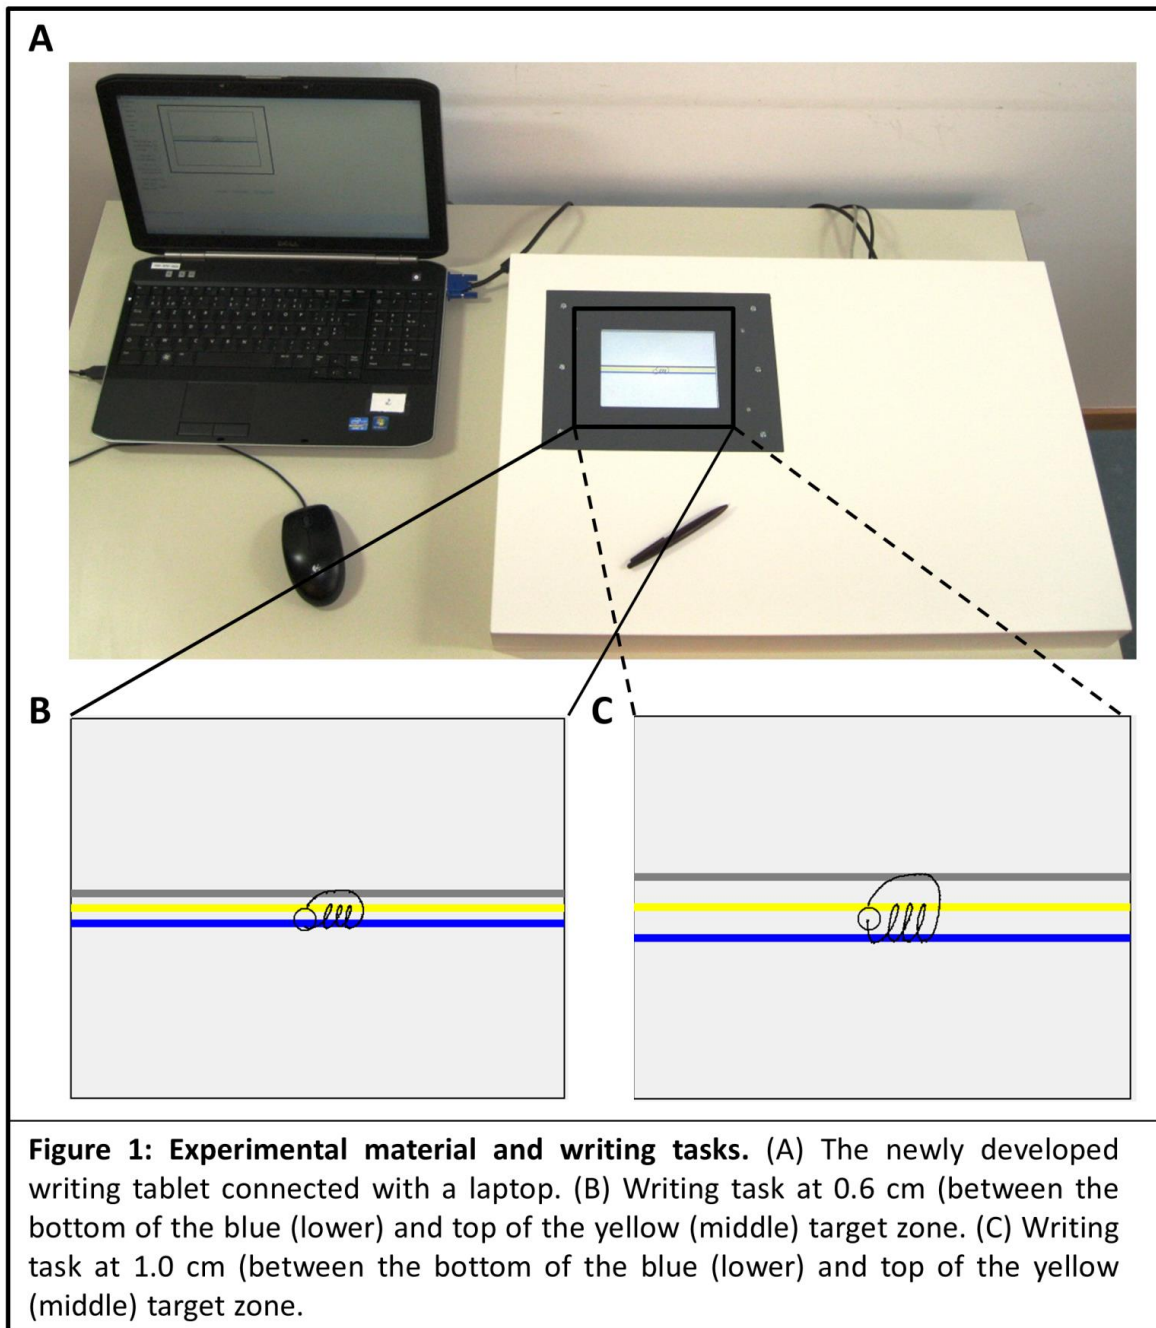 A
DELL
2
B
C
Figure 1: Experimental material and writing tasks. (A) The newly developed
writing tablet connected with a laptop. (B) Writing task at 0.6 cm (between the
bottom of the blue (lower) and top of the yellow (middle) target zone. (C) Writing
task at 1.0 cm (between the bottom of the blue (lower) and top of the yellow
(middle) target zone.